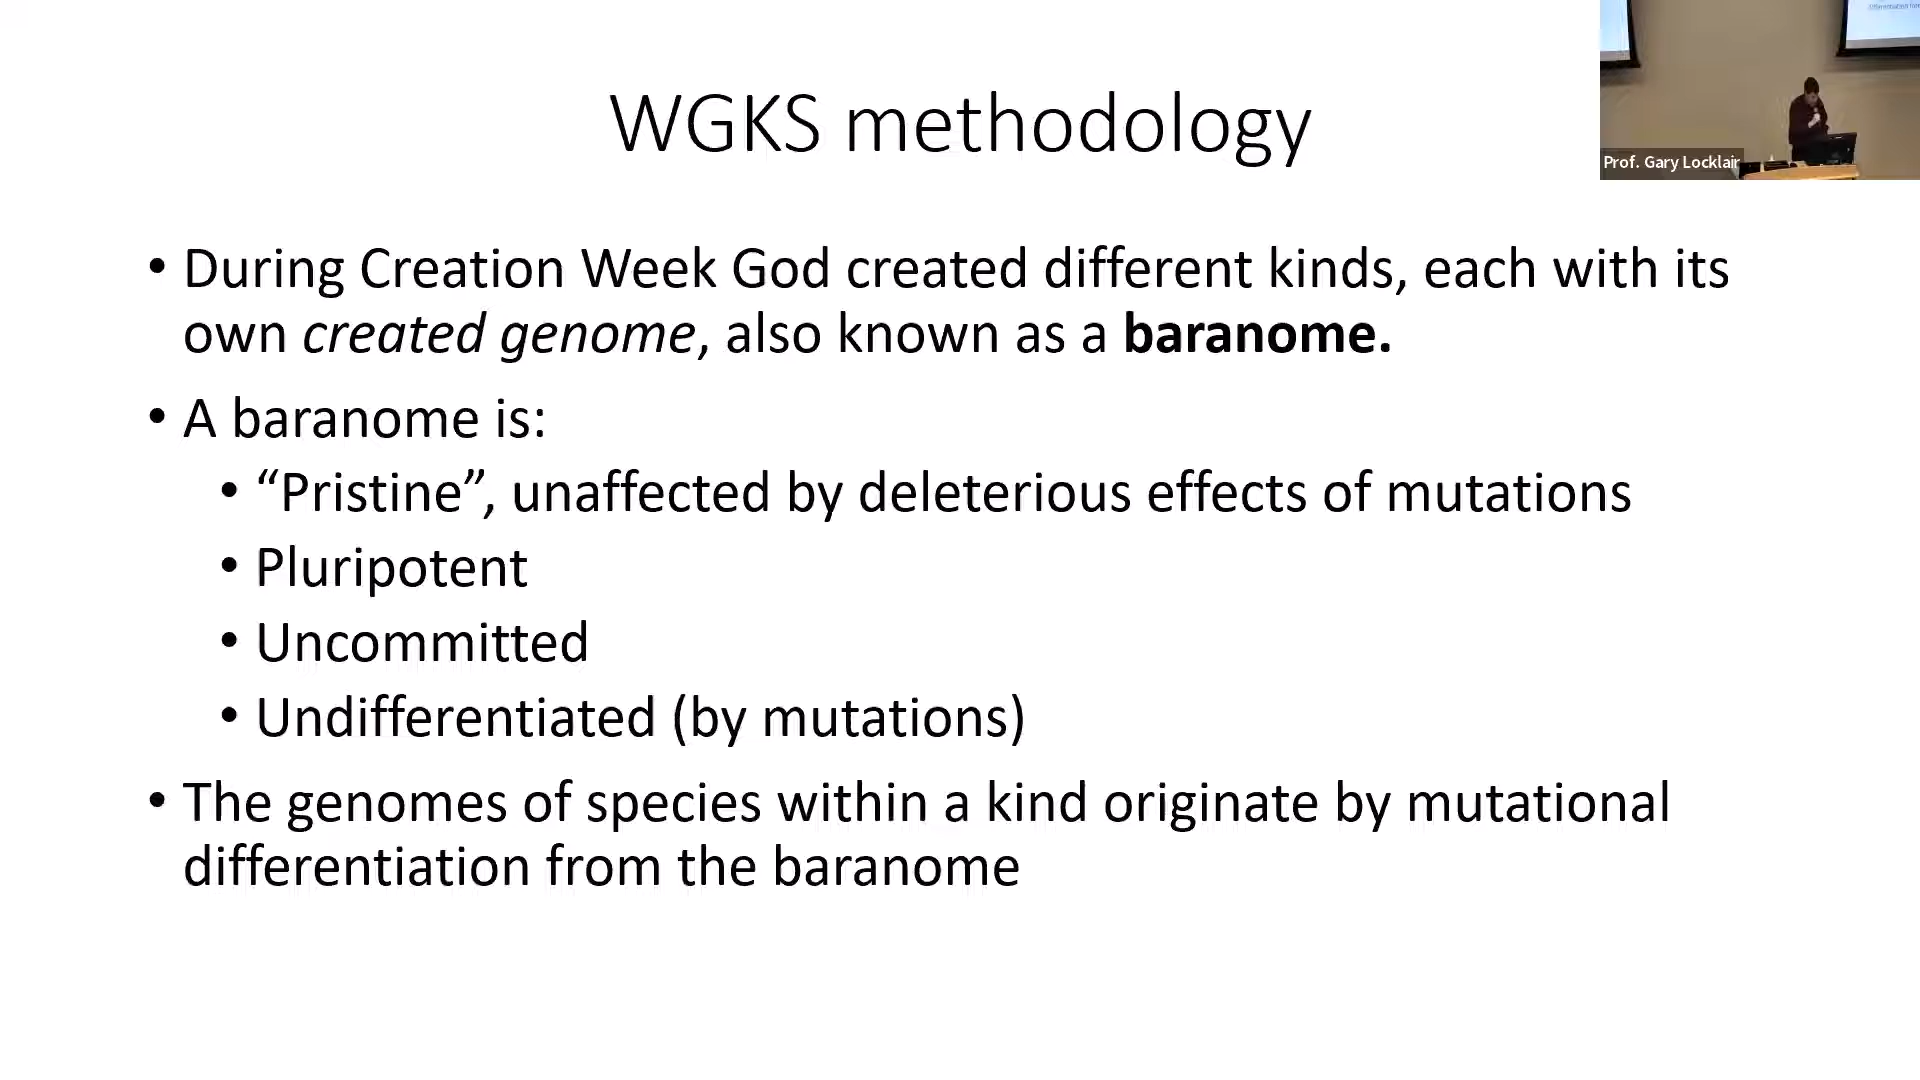 WGKS methodology
Prof. Gary Locklair
• During Creation Week God created different kinds, each with its
own created genome, also known as a baranome.
• A baranome is:
• “Pristine”, unaffected by deleterious effects of mutations
• Pluripotent
• Uncommitted
• Undifferentiated (by mutations)
• The genomes of species within a kind originate by mutational
differentiation from the baranome